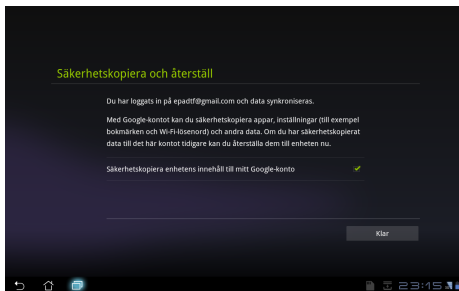 Säkerhetskopiera och återställ
Du har loggats in på epadtf@gmail.com och data synkroniseras.
Med Google-kontot kan du säkerhetskopiera appar, inställningar (till exempel
bokmärken och Wi-Fi-lösenord) och andra data. Om du har säkerhetskopierat
data till det här kontot tidigare kan du återställa dem till enheten nu.
Säkerhetskopiera enhetens innehåll till mitt Google-konto
Klar
23:15